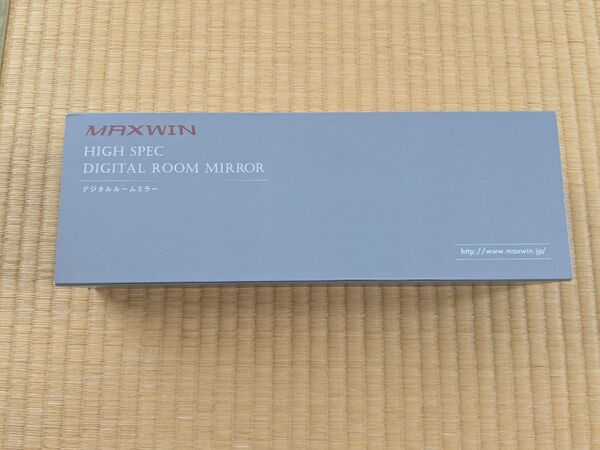 MAXWIN
HIGH SPEC
DIGITAL ROOM MIRROR
デジタルルームミラー
http://www.maxwin.jp/